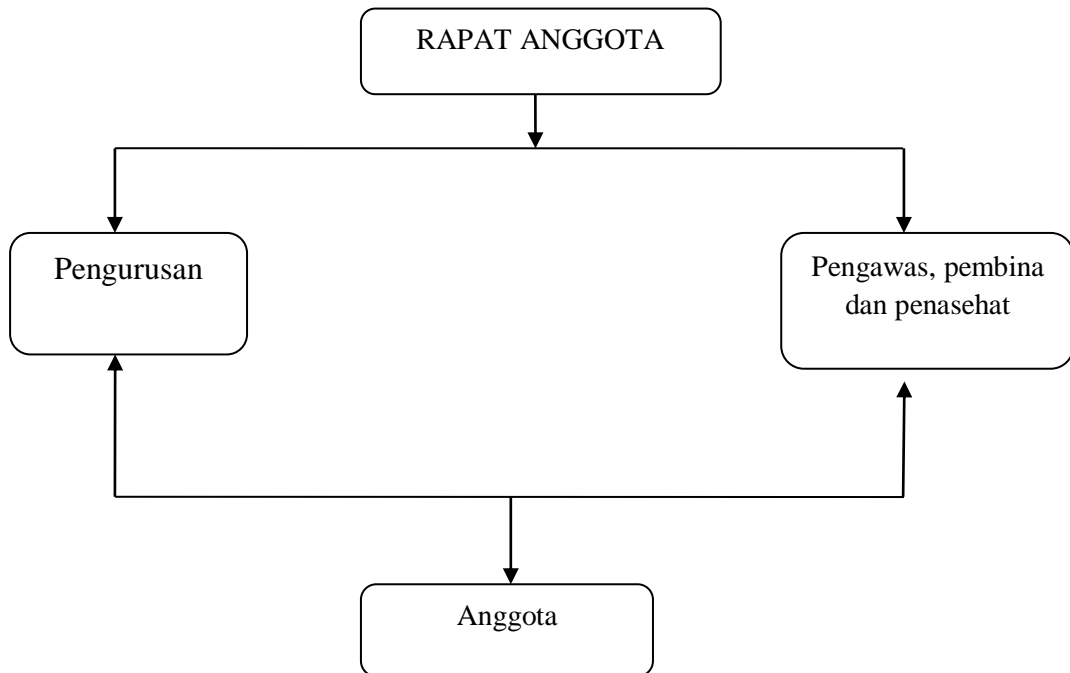 RAPAT ANGGOTA
Pengurusan
Pengawas, pembina
dan penasehat
Anggota